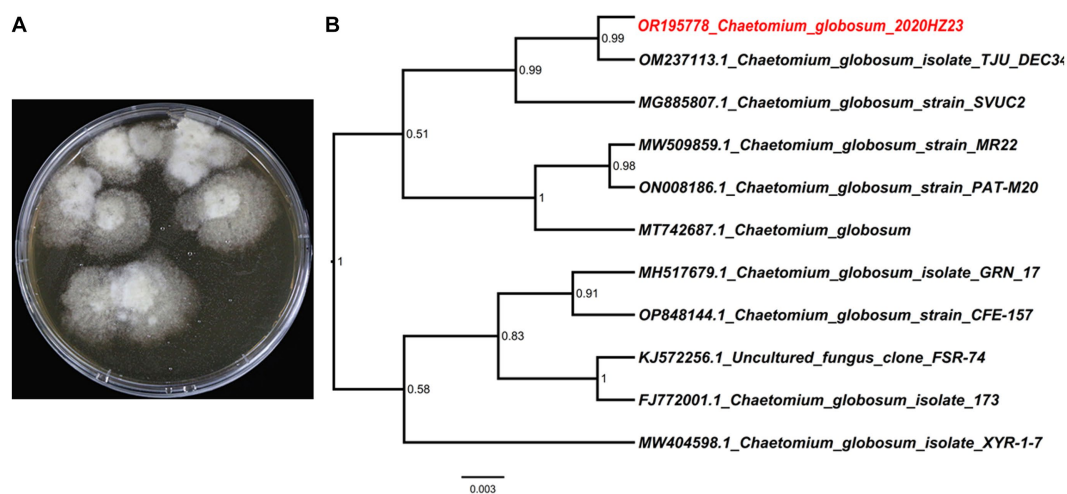 A
B
OR195778_Chaetomium_globosum_2020HZ23
0.99
OM237113.1_Chaetomium_globosum_isolate_TJU_DEC34
0.99
MG885807.1_Chaetomium_globosum_strain_SVUC2
0.51
MW509859.1_Chaetomium_globosum_strain_MR22
0.98
ON008186.1_Chaetomium_globosum_strain_PAT-M20
1
MT742687.1_Chaetomium_globosum
1
MH517679.1_Chaetomium_globosum_isolate_GRN_17
0.91
OP848144.1_Chaetomium_globosum_strain_CFE-157
0.83
KJ572256.1_Uncultured_fungus_clone_FSR-74
1
0.58
FJ772001.1_Chaetomium_globosum_isolate_173
MW404598.1_Chaetomium_globosum_isolate_XYR-1-7
0.003